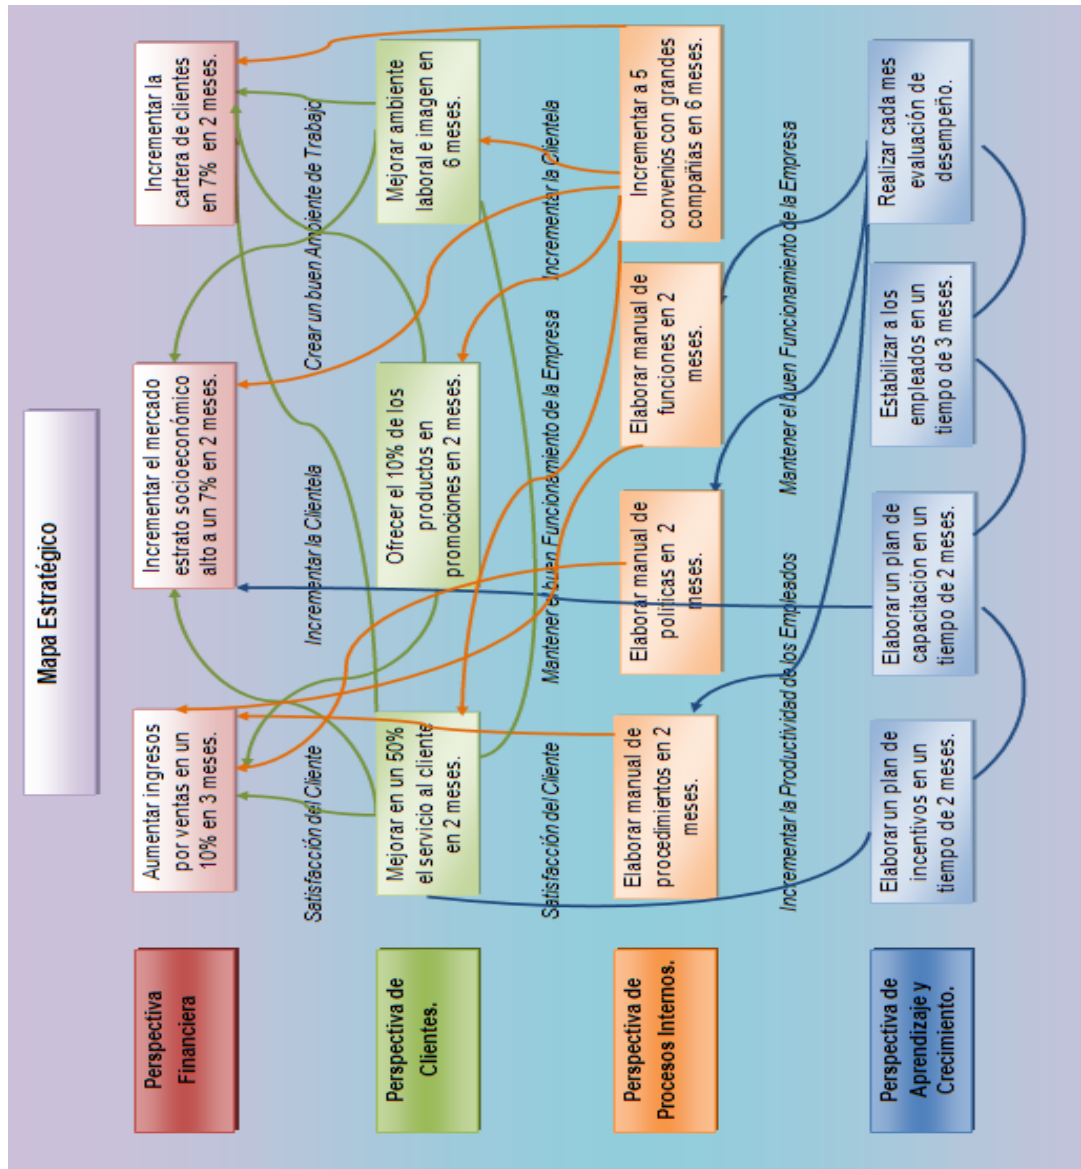 Mapa Estratégico
Perspectiva
Financiera
Aumentar ingresos
por ventas en un
10% en 3 meses.
Incrementar el mercado
estrato socioeconómico
alto a un 7% en 2 meses.
Incrementar la
cartera de clientes
en 7% en 2 meses.
Satisfacción del Cliente
Incrementar la Clientela
Crear un buen Ambiente de Trabajo
Perspectiva de
Clientes.
Mejorar en un 50%
el servicio al cliente
en 2 meses.
Ofrecer el 10% de los
productos en
promociones en 2 meses.
Mejorar ambiente
laboral e imagen en
6 meses.
Satisfacción del Cliente
Mantener el buen Funcionamiento de la Empresa
Incrementar la Clientela
Perspectiva de
Procesos Internos.
Elaborar manual de
procedimientos en 2
meses.
Elaborar manual de
políticas en 2
meses.
Elaborar manual de
funciones en 2
meses.
Incrementar a 5
convenios con grandes
compañías en 6 meses.
Incrementar la Productividad de los Empleados
Mantener el buen Funcionamiento de la Empresa
Perspectiva de
Aprendizaje y
Crecimiento.
Elaborar un plan de
incentivos en un
tiempo de 2 meses.
Elaborar un plan de
capacitación en un
tiempo de 2 meses.
Estabilizar a los
empleados en un
tiempo de 3 meses.
Realizar cada mes
evaluación de
desempeño.